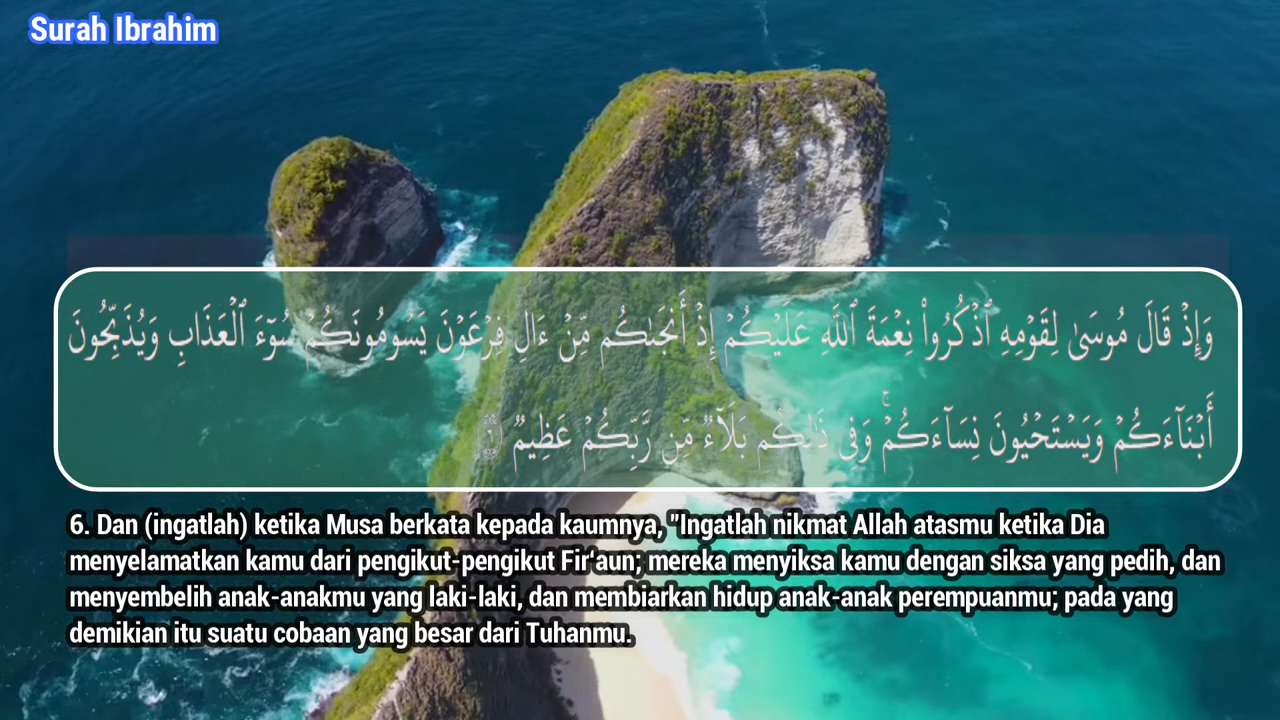 Surah Ibrahim
وَإِذۡ قَالَ مُوسَىٰ لِقَوۡمِهِ ٱذۡكُرُواْ نِعۡمَةَ ٱللَّهِ عَلَيۡكُمۡ إِذۡ أَنجَىٰكُم مِّنۡ ءَالِ فِرۡعَوۡنَ يَسُومُونَكُمۡ سُوٓءَ ٱلۡعَذَابِ وَيُذَبِّحُونَ
أَبۡنَآءَكُمۡ وَيَسۡتَحۡيُونَ نِسَآءَكُمۡۚ وَفِي ذَٰلِكُم بَلَآءٞ مِّن رَّبِّكُمۡ عَظِيمٞ ٦
6. Dan (ingatlah) ketika Musa berkata kepada kaumnya, "Ingatlah nikmat Allah atasmu ketika Dia
menyelamatkan kamu dari pengikut-pengikut Fir‘aun; mereka menyiksa kamu dengan siksa yang pedih, dan
menyembelih anak-anakmu yang laki-laki, dan membiarkan hidup anak-anak perempuanmu; pada yang
demikian itu suatu cobaan yang besar dari Tuhanmu.